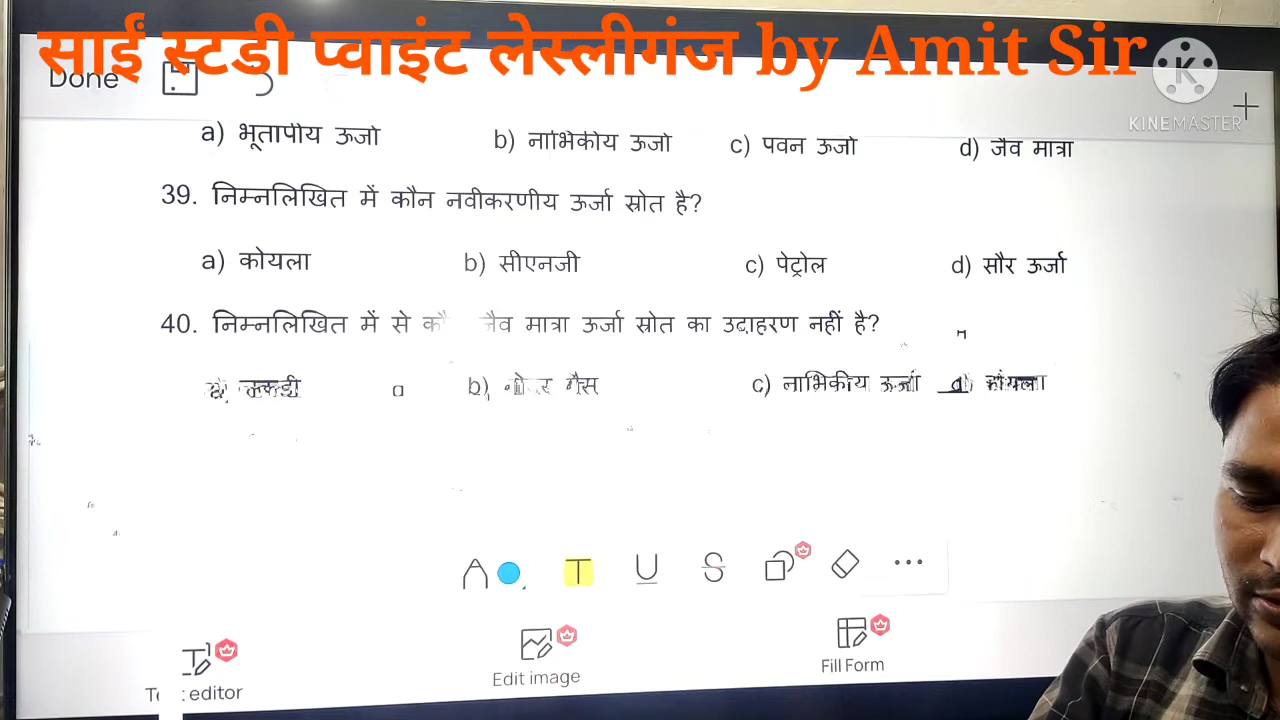 साईं स्टडी प्वाइंट लेस्लीगंज by Amit Sir
Done
KINEMASTER
a) भूतापीय ऊर्जा b) नाभिकीय ऊर्जा c) पवन ऊर्जा d) जैव मात्रा
39. निम्नलिखित में कौन नवीकरणीय ऊर्जा स्रोत है?
a) कोयला b) सीएनजी c) पेट्रोल d) सौर ऊर्जा
40. निम्नलिखित में से जैव मात्रा ऊर्जा स्रोत का उदाहरण नहीं है?
b) गैस c) नाभिकीय ऊर्जा
Edit image
Fill Form
editor